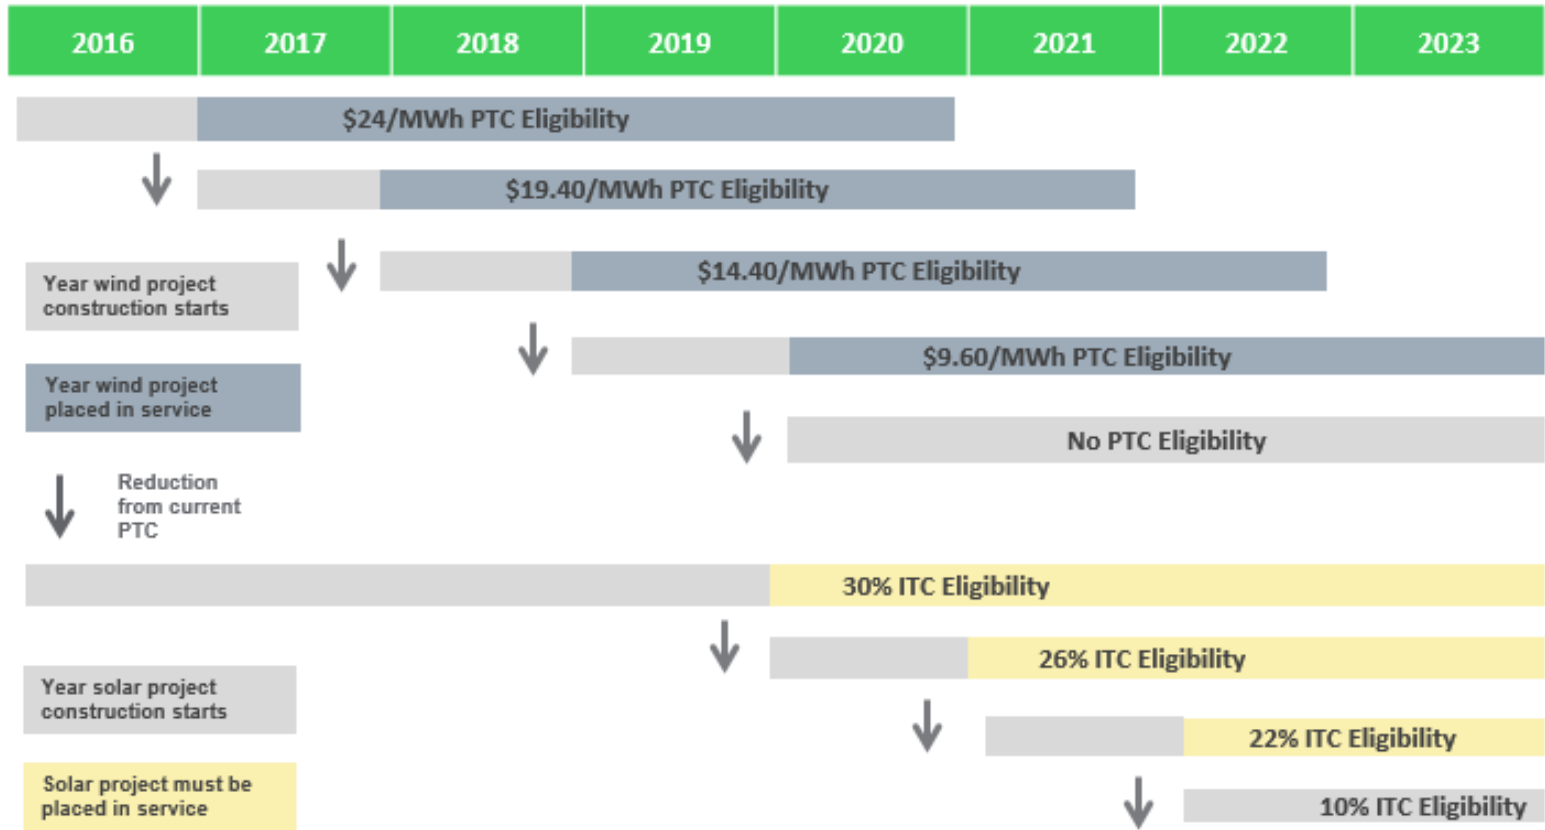 2016 2017 2018 2019 2020 2021 2022 2023
$24/MWh PTC Eligibility
$19.40/MWh PTC Eligibility
$14.40/MWh PTC Eligibility
Year wind project
construction starts
$9.60/MWh PTC Eligibility
Year wind project
placed in service
No PTC Eligibility
Reduction
from current
PTC
30% ITC Eligibility
26% ITC Eligibility
Year solar project
construction starts
22% ITC Eligibility
Solar project must be
placed in service
10% ITC Eligibility